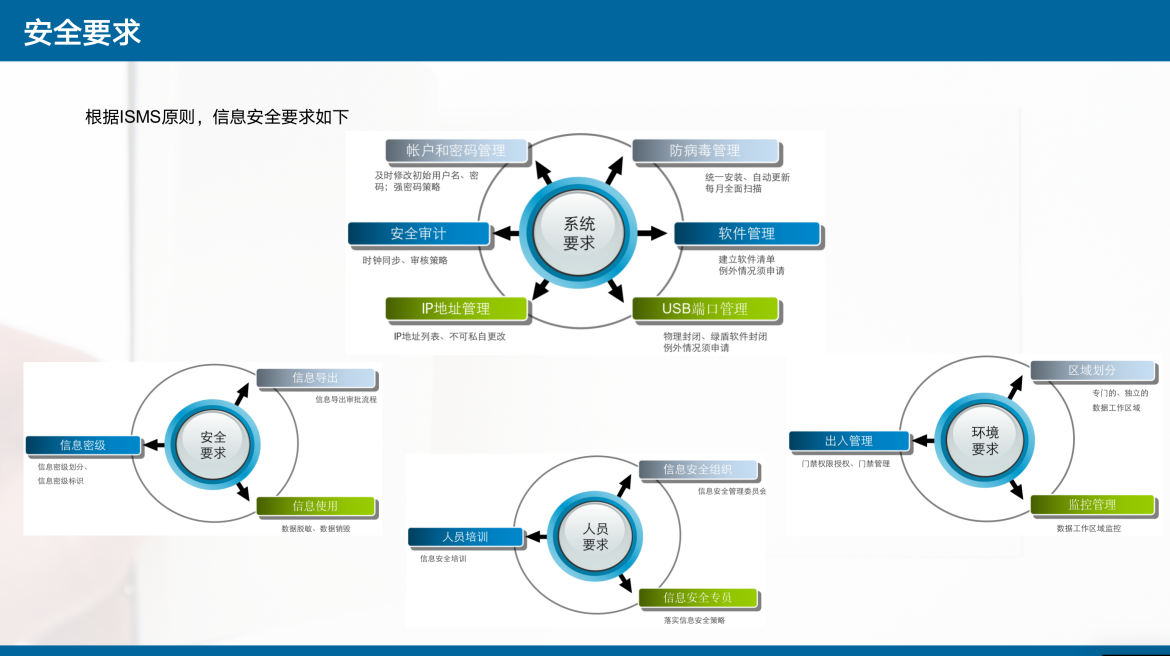 安全要求
根据ISMS原则，信息安全要求如下
帐户和密码管理
及时修改初始用户名、密
码；强密码策略
防病毒管理
统一安装、自动更新
每月全面扫描
安全审计
时钟同步、审核策略
系统
要求
软件管理
建立软件清单
例外情况须申请
IP地址管理
IP地址列表、不可私自更改
USB端口管理
物理封闭、绿盾软件封闭
例外情况须申请
信息导出
信息导出审批流程
信息密级
信息密级划分、
信息密级标识
安全
要求
信息使用
数据脱敏、数据销毁
信息安全组织
信息安全管理委员会
人员培训
信息安全培训
人员
要求
信息安全专员
落实信息安全策略
区域划分
专门的、独立的
数据工作区域
出入管理
门禁权限授权、门禁管理
环境
要求
监控管理
数据工作区域监控